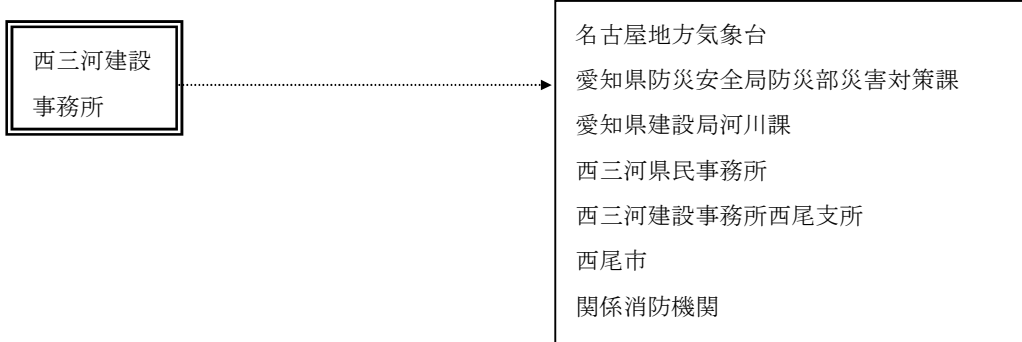 西三河建設
事務所
名古屋地方気象台
愛知県防災安全局防災部災害対策課
愛知県建設局河川課
西三河県民事務所
西三河建設事務所西尾支所
西尾市
関係消防機関